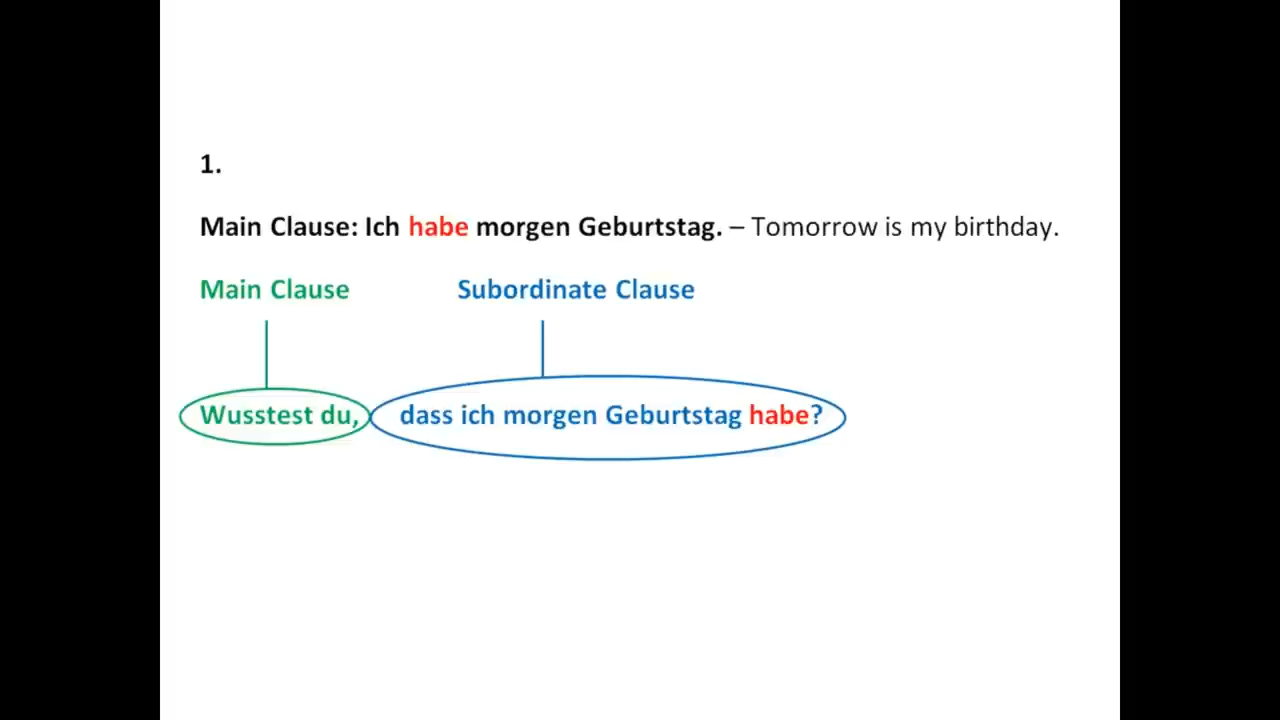 1.
Main Clause: Ich habe morgen Geburtstag. – Tomorrow is my birthday.
Main Clause Subordinate Clause
Wusstest du, dass ich morgen Geburtstag habe?